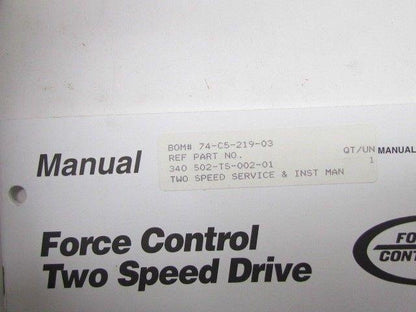 Manual
BOM# 74-C5-219-03
REF PART NO.
340 502-TS-002-01
TWO SPEED SERVICE & INST MAN
QT/UN
1
MANUAL
Force Control
Two Speed Drive
FO
CONT